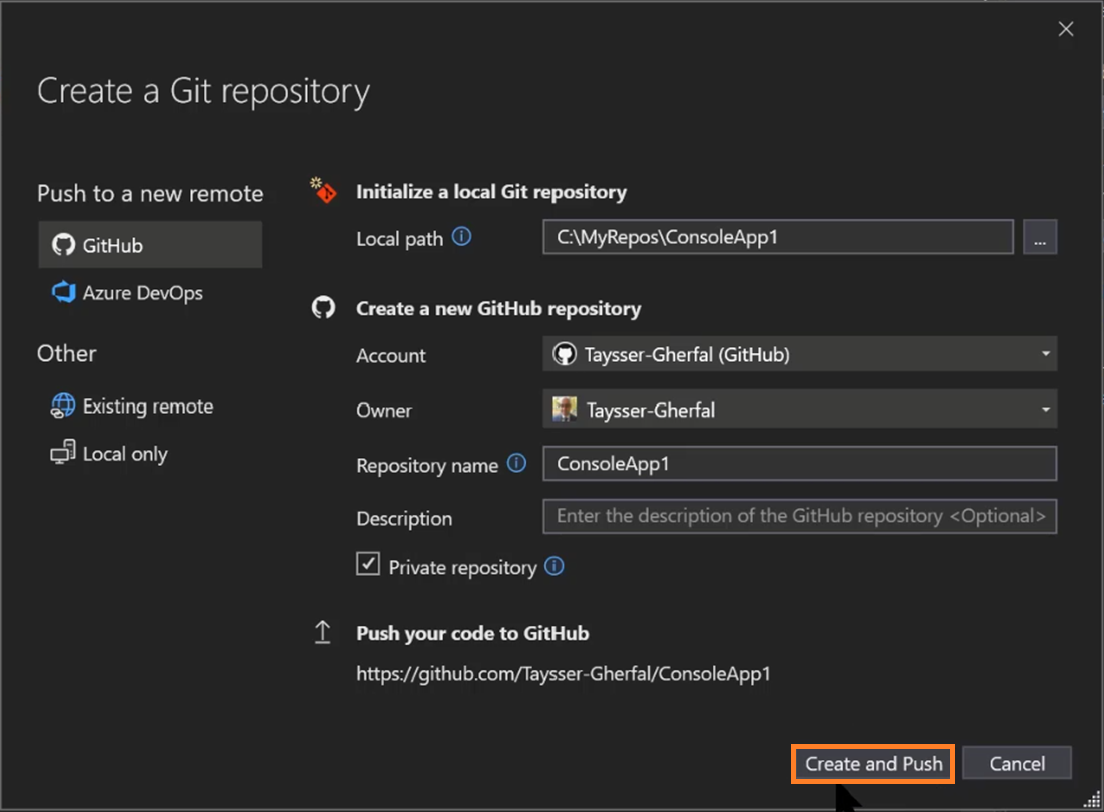 Create a Git repository
Push to a new remote
GitHub
Azure DevOps
Other
Existing remote
Local only
Initialize a local Git repository
Local path
C:\MyRepos\ConsoleApp1
...
Create a new GitHub repository
Account
Taysser-Gherfal (GitHub)
Owner
Taysser-Gherfal
Repository name
ConsoleApp1
Description
Enter the description of the GitHub repository <Optional>
Private repository
Push your code to GitHub
https://github.com/Taysser-Gherfal/ConsoleApp1
Create and Push
Cancel